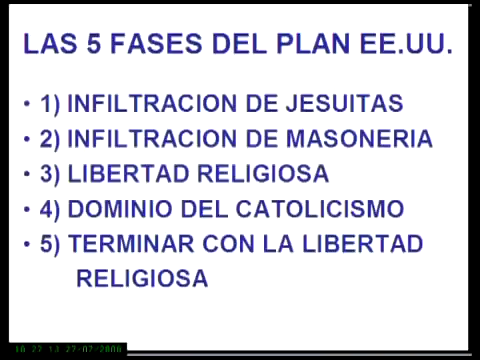 LAS 5 FASES DEL PLAN EE.UU.
• 1) INFILTRACION DE JESUITAS
• 2) INFILTRACION DE MASONERIA
• 3) LIBERTAD RELIGIOSA
• 4) DOMINIO DEL CATOLICISMO
• 5) TERMINAR CON LA LIBERTAD
RELIGIOSA